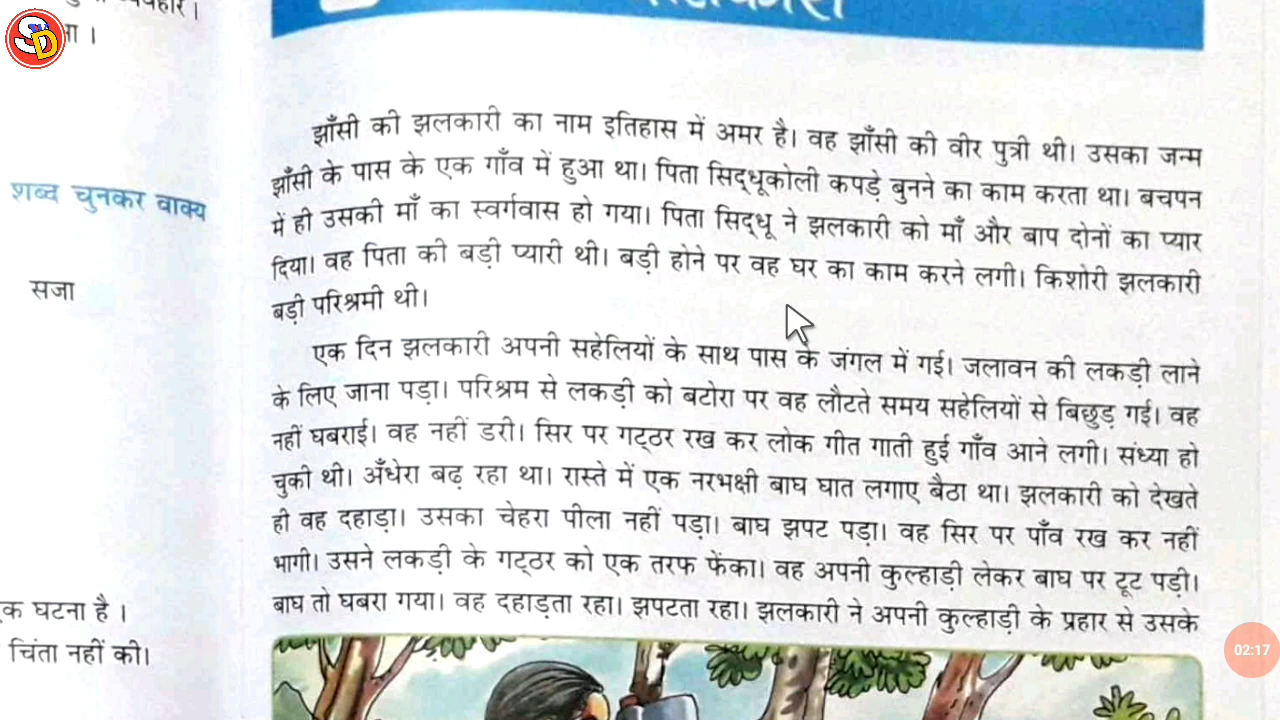 शब्द चुनकर वाक्य
सजा
घटना है ।
चिंता नहीं की।
झाँसी की झलकारी का नाम इतिहास में अमर है। वह झाँसी की वीर पुत्री थी। उसका जन्म
झाँसी के पास के एक गाँव में हुआ था। पिता सिद्धूकोली कपड़े बुनने का काम करता था। बचपन
में ही उसकी माँ का स्वर्गवास हो गया। पिता सिद्धू ने झलकारी को माँ और बाप दोनों का प्यार
दिया। वह पिता की बड़ी प्यारी थी। बड़ी होने पर वह घर का काम करने लगी। किशोरी झलकारी
बड़ी परिश्रमी थी।
एक दिन झलकारी अपनी सहेलियों के साथ पास के जंगल में गई। जलावन की लकड़ी लाने
के लिए जाना पड़ा। परिश्रम से लकड़ी को बटोरा पर वह लौटते समय सहेलियों से बिछुड़ गई। वह
नहीं घबराई। वह नहीं डरी। सिर पर गट्ठर रख कर लोक गीत गाती हुई गाँव आने लगी। संध्या हो
चुकी थी। अँधेरा बढ़ रहा था। रास्ते में एक नरभक्षी बाघ घात लगाए बैठा था। झलकारी को देखते
ही वह दहाड़ा। उसका चेहरा पीला नहीं पड़ा। बाघ झपट पड़ा। वह सिर पर पाँव रख कर नहीं
भागी। उसने लकड़ी के गट्ठर को एक तरफ फेंका। वह अपनी कुल्हाड़ी लेकर बाघ पर टूट पड़ी।
बाघ तो घबरा गया। वह दहाड़ता रहा। झपटता रहा। झलकारी ने अपनी कुल्हाड़ी के प्रहार से उसके
SD
02:17